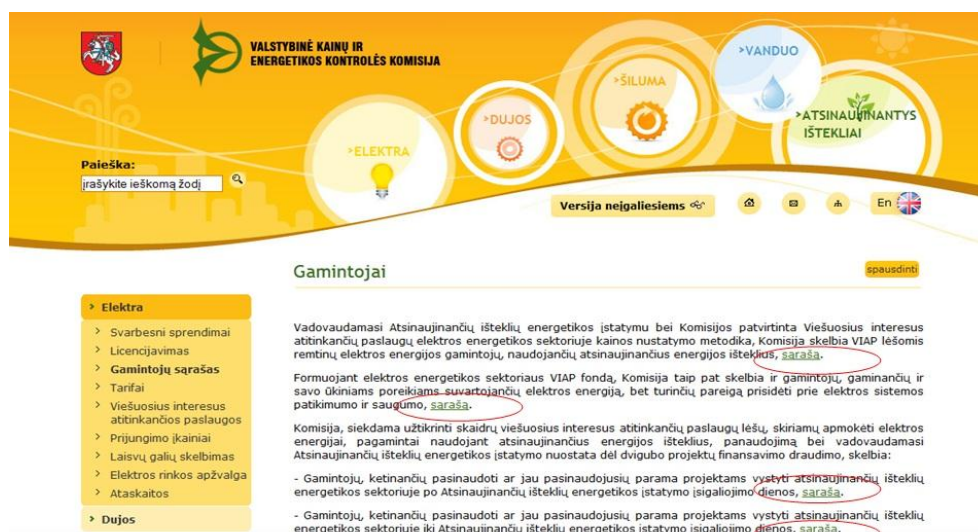 VALSTYBINĖ KAINŲ IR
ENERGETIKOS KONTROLĖS KOMISIJA
>ELEKTRA
>DUJOS
>ŠILUMA
>VANDUO
>ATSINAUJINANTYS
IŠTEKLIAI
Paieška:
įrašykite ieškomą žodį
Versija neįgaliesiems
En
Gamintojai
spausdinti
> Elektra
> Svarbesni sprendimai
> Licencijavimas
> Gamintojų sąrašas
> Tarifai
> Viešuosius interesus
atitinkančios paslaugos
> Prijungimo įkainiai
> Laisvų galių skelbimas
> Elektros rinkos apžvalga
> Ataskaitos
> Dujos
Vadovaudamasi Atsinaujinančių išteklių energetikos įstatymu bei Komisijos patvirtinta Viešuosius interesus
atitinkančių paslaugų elektros energetikos sektoriuje kainos nustatymo metodika, Komisija skelbia VIAP lėšomis
remtinų elektros energijos gamintojų, naudojančių atsinaujinančius energijos išteklius, sąrašą.
Formuojant elektros energetikos sektoriaus VIAP fondą, Komisija taip pat skelbia ir gamintojų, gaminančių ir
savo ūkiniams poreikiams suvartojančių elektros energiją, bet turinčių pareigą prisidėti prie elektros sistemos
patikimumo ir saugumo, sąrašą.
Komisija, siekdama užtikrinti skaidrų viešuosius interesus atitinkančių paslaugų lėšų, skiriamų apmokėti elektros
energijai, pagamintai naudojant atsinaujinančius energijos išteklius, panaudojimą bei vadovaudamasi
Atsinaujinančių išteklių energetikos įstatymo nuostata dėl dvigubo projektų finansavimo draudimo, skelbia:
- Gamintojų, ketinančių pasinaudoti ar jau pasinaudojusių parama projektams vystyti atsinaujinančių išteklių
energetikos sektoriuje po Atsinaujinančių išteklių energetikos įstatymo įsigaliojimo dienos, sąrašą.
- Gamintojų, ketinančių pasinaudoti ar jau pasinaudojusių parama projektams vystyti atsinaujinančių išteklių
energetikos sektoriuje iki Atsinaujinančių išteklių energetikos įstatymo įsigaliojimo dienos, sąrašą.